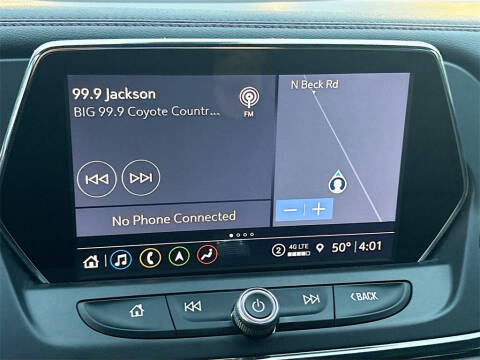 99.9 Jackson
BIG 99.9 Coyote Countr...
FM
N Beck Rd
No Phone Connected
2 4G LTE 50° 4:01
BACK